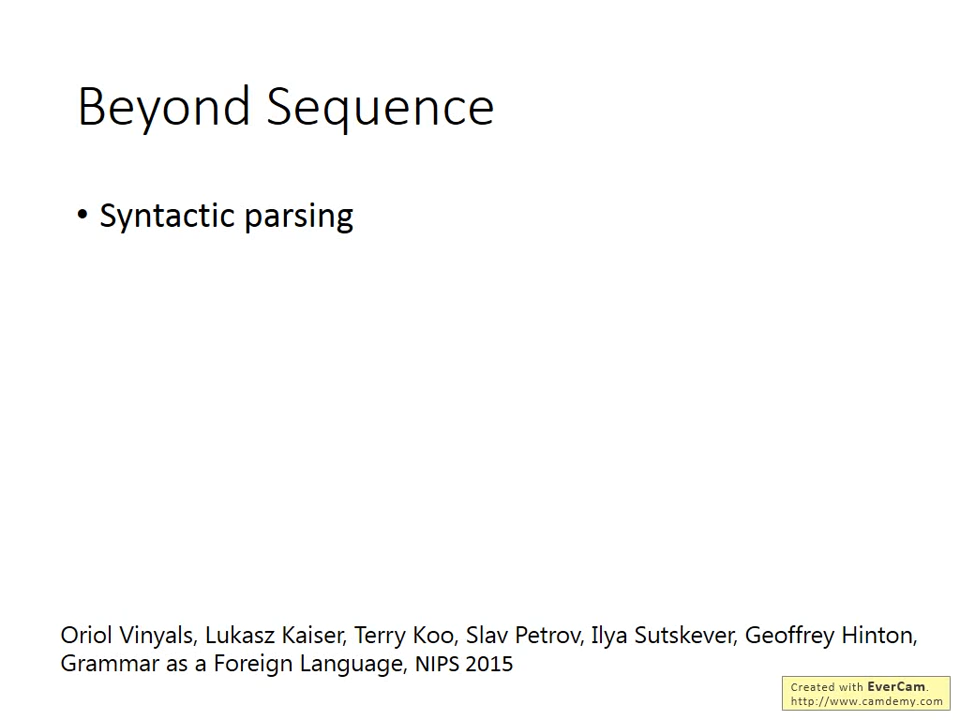 Beyond Sequence
• Syntactic parsing
Oriol Vinyals, Lukasz Kaiser, Terry Koo, Slav Petrov, Ilya Sutskever, Geoffrey Hinton,
Grammar as a Foreign Language, NIPS 2015
Created with EverCam.
http://www.camdemy.com